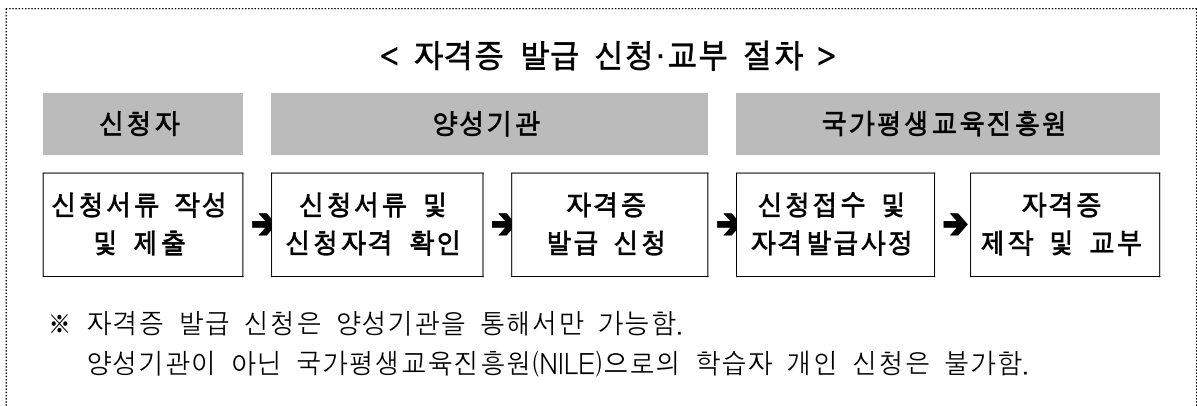 < 자격증 발급 신청·교부 절차 >
신청자
양성기관
국가평생교육진흥원
신청서류 작성
및 제출
➔
신청서류 및
신청자격 확인
➔
자격증
발급 신청
➔
신청접수 및
자격발급사정
➔
자격증
제작 및 교부
※ 자격증 발급 신청은 양성기관을 통해서만 가능함.
양성기관이 아닌 국가평생교육진흥원(NILE)으로의 학습자 개인 신청은 불가함.